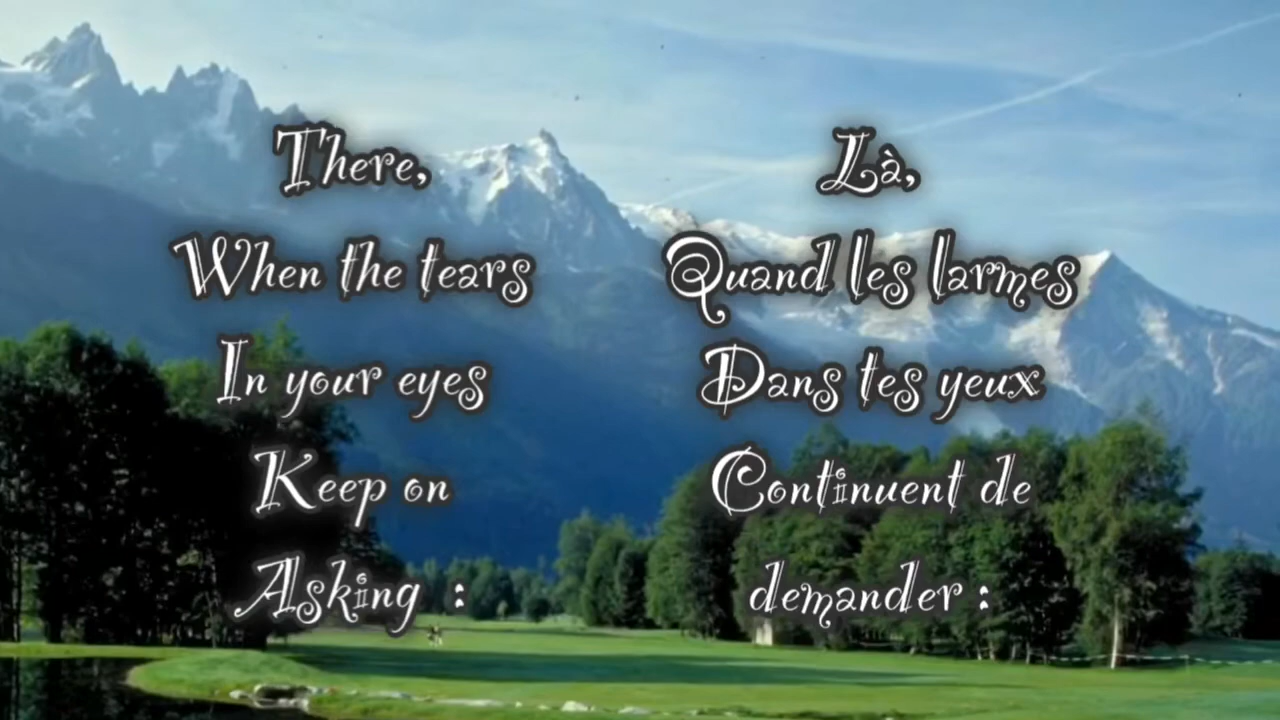 There,
When the tears
In your eyes
Keep on
Asking :
Là,
Quand les larmes
Dans tes yeux
Continuent de
demander :